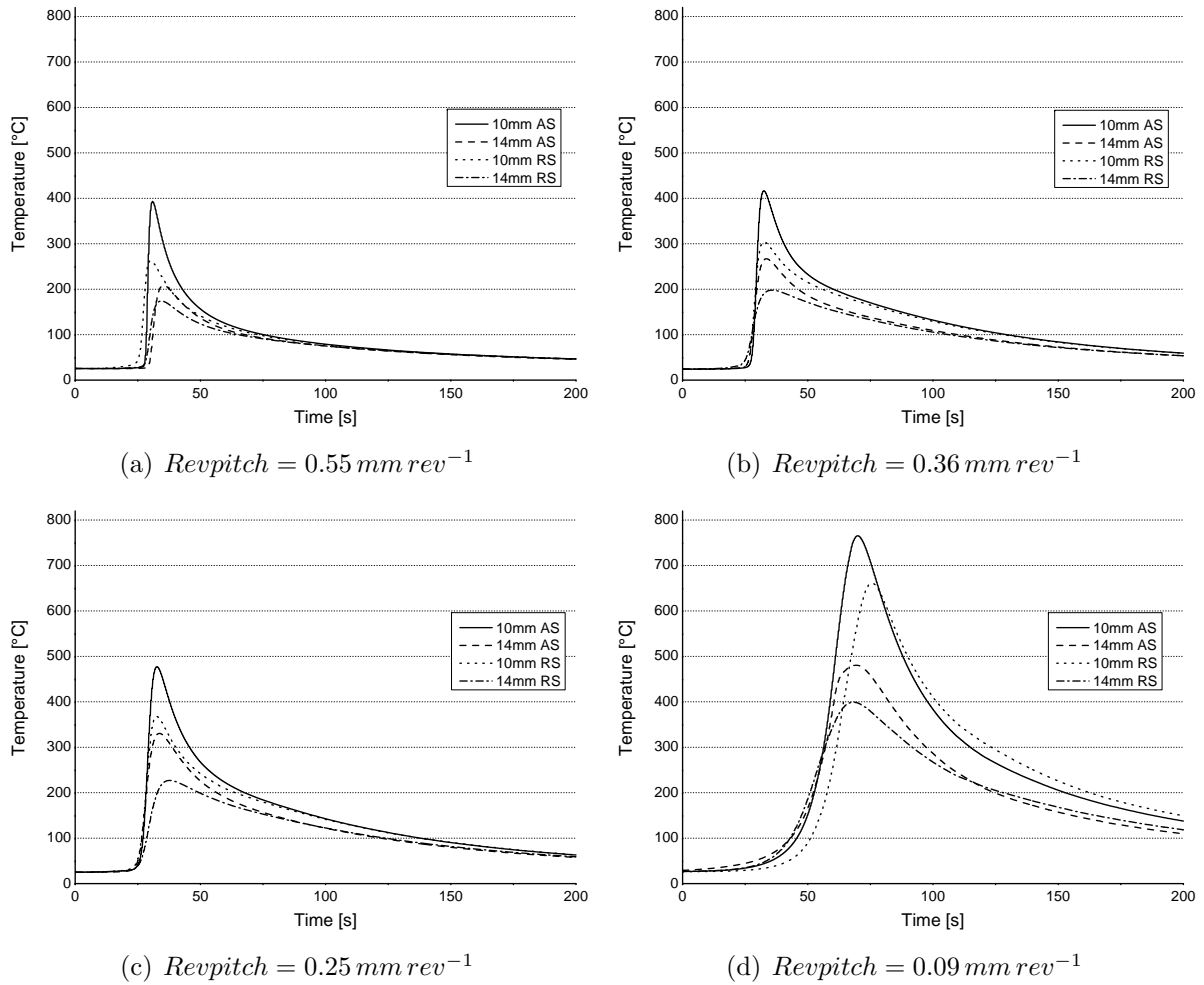 800
700
600
500
400
300
200
100
0
Temperature [°C]
10mm AS
14mm AS
10mm RS
14mm RS
0 50 100 150 200
Time [s]
(a) Revpitch = 0.55 mm rev⁻¹
800
700
600
500
400
300
200
100
0
Temperature [°C]
10mm AS
14mm AS
10mm RS
14mm RS
0 50 100 150 200
Time [s]
(b) Revpitch = 0.36 mm rev⁻¹
800
700
600
500
400
300
200
100
0
Temperature [°C]
10mm AS
14mm AS
10mm RS
14mm RS
0 50 100 150 200
Time [s]
(c) Revpitch = 0.25 mm rev⁻¹
800
700
600
500
400
300
200
100
0
Temperature [°C]
10mm AS
14mm AS
10mm RS
14mm RS
0 50 100 150 200
Time [s]
(d) Revpitch = 0.09 mm rev⁻¹